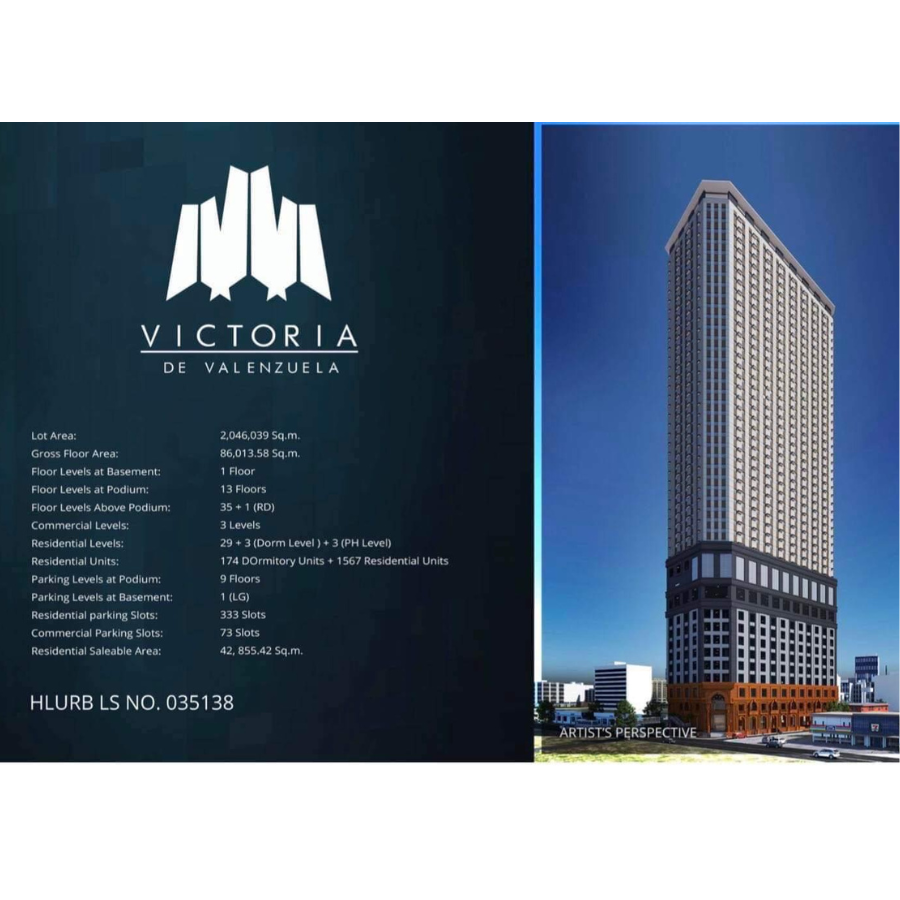 VICTORIA
DE VALENZUELA
Lot Area: 2,046,039 Sq.m.
Gross Floor Area: 86,013.58 Sq.m.
Floor Levels at Basement: 1 Floor
Floor Levels at Podium: 13 Floors
Floor Levels Above Podium: 35 + 1 (RD)
Commercial Levels: 3 Levels
Residential Levels: 29 + 3 (Dorm Level ) + 3 (PH Level)
Residential Units: 174 DOrmitory Units + 1567 Residential Units
Parking Levels at Podium: 9 Floors
Parking Levels at Basement: 1 (LG)
Residential parking Slots: 333 Slots
Commercial Parking Slots: 73 Slots
Residential Saleable Area: 42, 855.42 Sq.m.
HLURB LS NO. 035138
ARTIST'S PERSPECTIVE